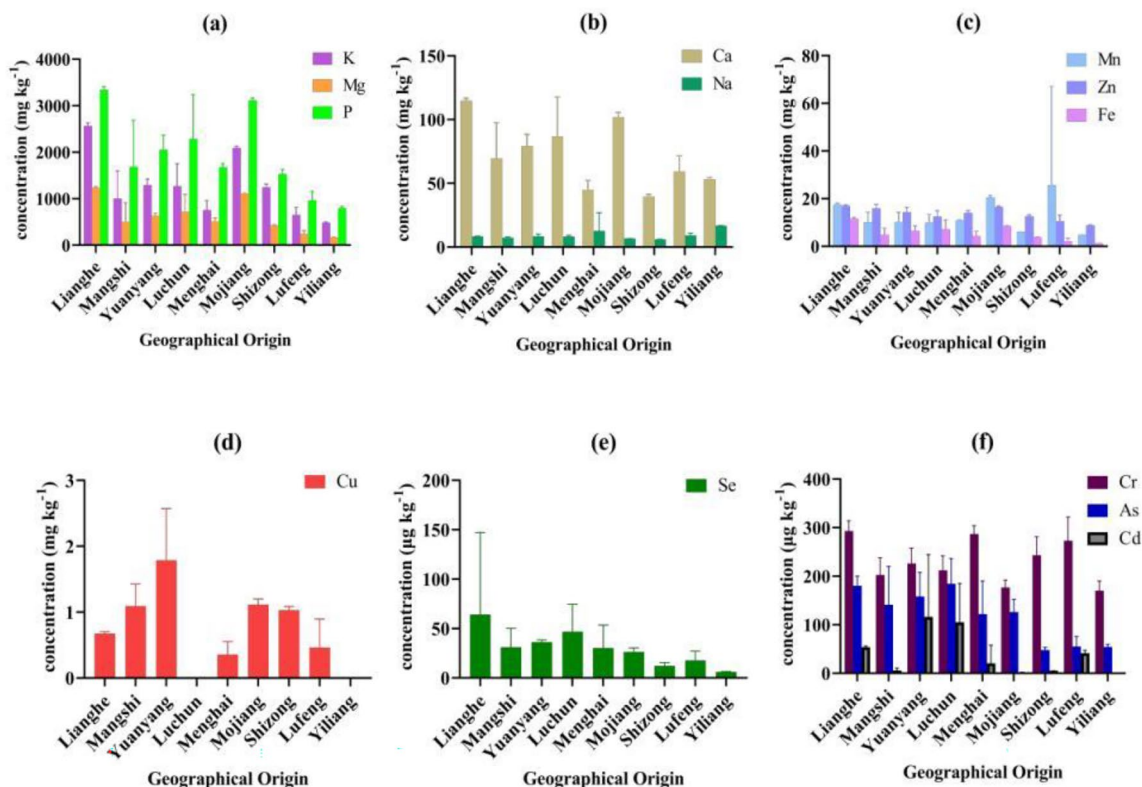 (a)
concentration (mg kg⁻¹)
4000
3000
2000
1000
0
K
Mg
P
Lianghe
Mangshi
Yuanyang
Luchun
Menghai
Mojiang
Shizong
Lufeng
Yiliang
Geographical Origin
(b)
concentration (mg kg⁻¹)
150
100
50
0
Ca
Na
Lianghe
Mangshi
Yuanyang
Luchun
Menghai
Mojiang
Shizong
Lufeng
Yiliang
Geographical Origin
(c)
concentration (mg kg⁻¹)
80
60
40
20
0
Mn
Zn
Fe
Lianghe
Mangshi
Yuanyang
Luchun
Menghai
Mojiang
Shizong
Lufeng
Yiliang
Geographical Origin
(d)
concentration (mg kg⁻¹)
3
2
1
0
Cu
Lianghe
Mangshi
Yuanyang
Luchun
Menghai
Mojiang
Shizong
Lufeng
Yiliang
Geographical Origin
(e)
concentration (μg kg⁻¹)
200
150
100
50
0
Se
Lianghe
Mangshi
Yuanyang
Luchun
Menghai
Mojiang
Shizong
Lufeng
Yiliang
Geographical Origin
(f)
concentration (μg kg⁻¹)
400
300
200
100
0
Cr
As
Cd
Lianghe
Mangshi
Yuanyang
Luchun
Menghai
Mojiang
Shizong
Lufeng
Yiliang
Geographical Origin